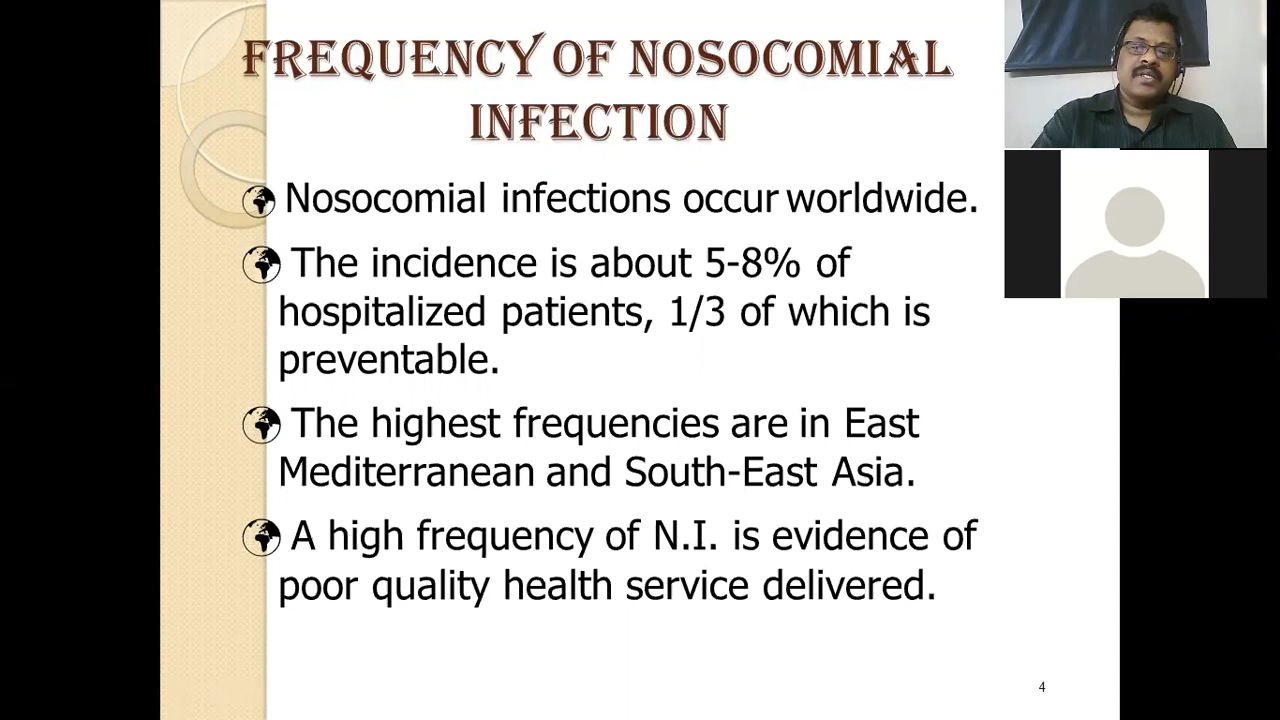 FREQUENCY OF NOSOCOMIAL
INFECTION
Nosocomial infections occur worldwide.
The incidence is about 5-8% of
hospitalized patients, 1/3 of which is
preventable.
The highest frequencies are in East
Mediterranean and South-East Asia.
A high frequency of N.I. is evidence of
poor quality health service delivered.
4